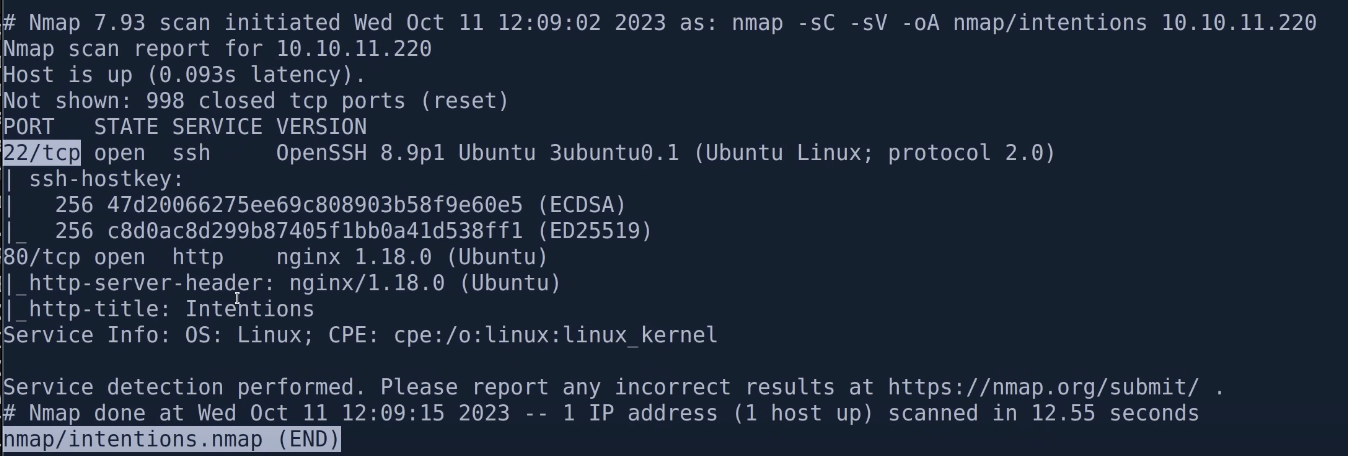 # Nmap 7.93 scan initiated Wed Oct 11 12:09:02 2023 as: nmap -sC -sV -oA nmap/intentions 10.10.11.220
Nmap scan report for 10.10.11.220
Host is up (0.093s latency).
Not shown: 998 closed tcp ports (reset)
PORT   STATE SERVICE VERSION
22/tcp open  ssh     OpenSSH 8.9p1 Ubuntu 3ubuntu0.1 (Ubuntu Linux; protocol 2.0)
| ssh-hostkey:
|   256 47d20066275ee69c808903b58f9e60e5 (ECDSA)
|_  256 c8d0ac8d299b87405f1bb0a41d538ff1 (ED25519)
80/tcp open  http    nginx 1.18.0 (Ubuntu)
|_http-server-header: nginx/1.18.0 (Ubuntu)
|_http-title: Intentions
Service Info: OS: Linux; CPE: cpe:/o:linux:linux_kernel

Service detection performed. Please report any incorrect results at https://nmap.org/submit/ .
# Nmap done at Wed Oct 11 12:09:15 2023 -- 1 IP address (1 host up) scanned in 12.55 seconds
nmap/intentions.nmap (END)